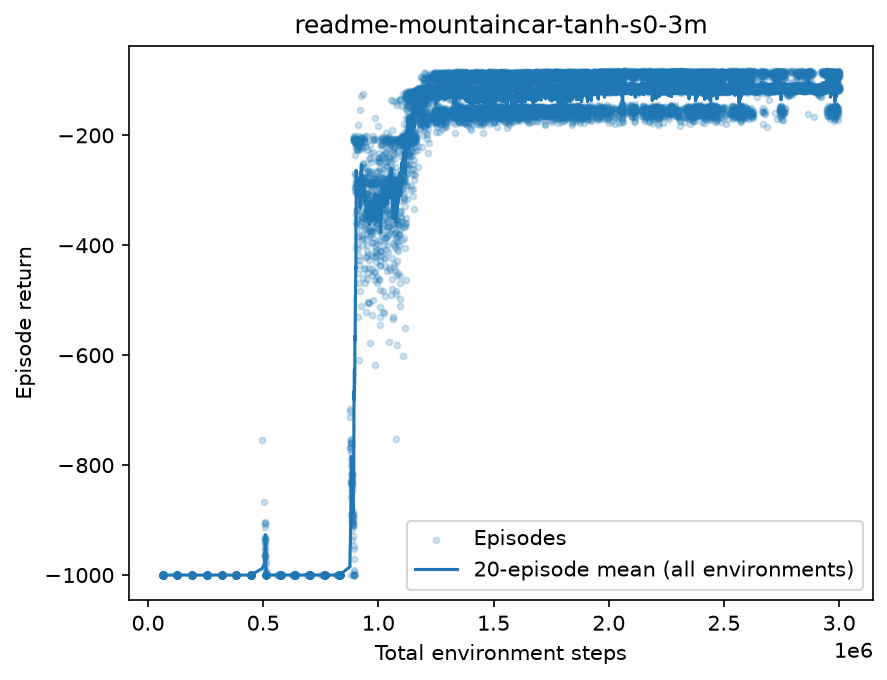 readme-mountaincar-tanh-s0-3m
Episode return
−200
−400
−600
−800
−1000
Episodes
20-episode mean (all environments)
0.0 0.5 1.0 1.5 2.0 2.5 3.0
1e6
Total environment steps